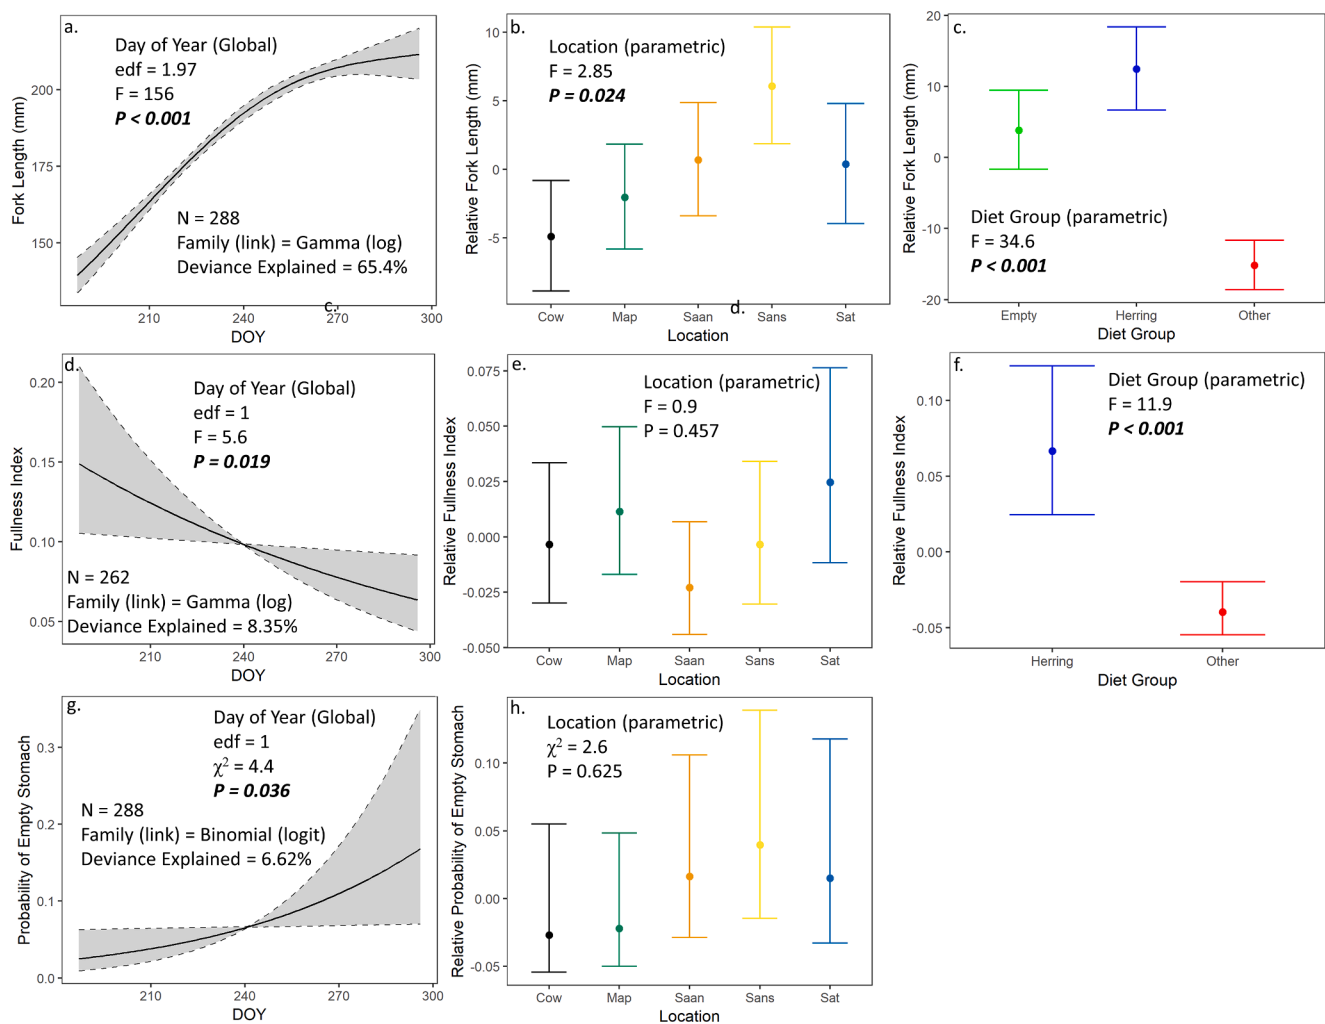 a.
Day of Year (Global)
edf = 1.97
F = 156
P < 0.001
N = 288
Family (link) = Gamma (log)
Deviance Explained = 65.4%
Fork Length (mm)
200
175
150
210
240
270
300
c.
DOY
b.
Location (parametric)
F = 2.85
P = 0.024
Relative Fork Length (mm)
10
5
0
-5
Cow
Map
Saan
Sans
Sat
d.
Location
c.
Diet Group (parametric)
F = 34.6
P < 0.001
Relative Fork Length (mm)
20
10
0
-10
-20
Empty
Herring
Other
Diet Group
d.
Day of Year (Global)
edf = 1
F = 5.6
P = 0.019
N = 262
Family (link) = Gamma (log)
Deviance Explained = 8.35%
Fullness Index
0.20
0.15
0.10
0.05
210
240
270
300
DOY
e.
Location (parametric)
F = 0.9
P = 0.457
Relative Fullness Index
0.075
0.050
0.025
0.000
-0.025
-0.050
Cow
Map
Saan
Sans
Sat
Location
f.
Diet Group (parametric)
F = 11.9
P < 0.001
Relative Fullness Index
0.10
0.05
0.00
-0.05
Herring
Other
Diet Group
g.
Day of Year (Global)
edf = 1
χ² = 4.4
P = 0.036
N = 288
Family (link) = Binomial (logit)
Deviance Explained = 6.62%
Probability of Empty Stomach
0.3
0.2
0.1
0.0
210
240
270
300
DOY
h.
Location (parametric)
χ² = 2.6
P = 0.625
Relative Probability of Empty Stomach
0.10
0.05
0.00
-0.05
Cow
Map
Saan
Sans
Sat
Location